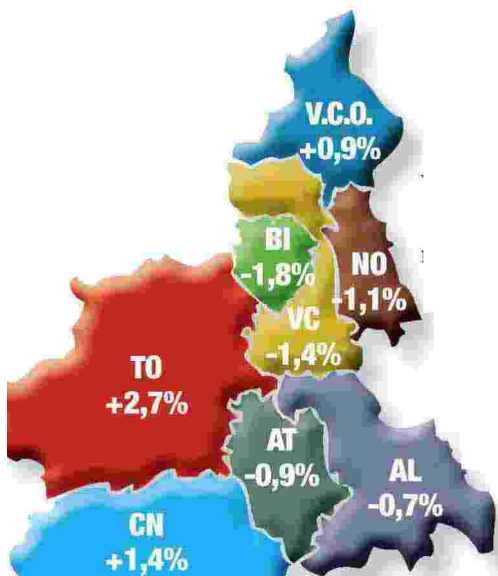 V.C.O.
+0,9%
BI
-1,8%
NO
-1,1%
VC
-1,4%
TO
+2,7%
AT
-0,9%
AL
-0,7%
CN
+1,4%